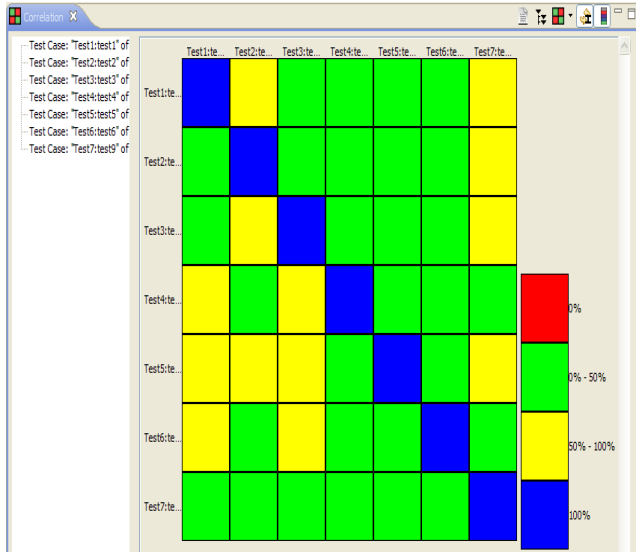 Correlation
Test Case: "Test1:test1" of
Test Case: "Test2:test2" of
Test Case: "Test3:test3" of
Test Case: "Test4:test4" of
Test Case: "Test5:test5" of
Test Case: "Test6:test6" of
Test Case: "Test7:test9" of
Test1:te... Test2:te... Test3:te... Test4:te... Test5:te... Test6:te... Test7:te...
Test1:te...
Test2:te...
Test3:te...
Test4:te...
Test5:te...
Test6:te...
Test7:te...
0%
0% - 50%
50% - 100%
100%